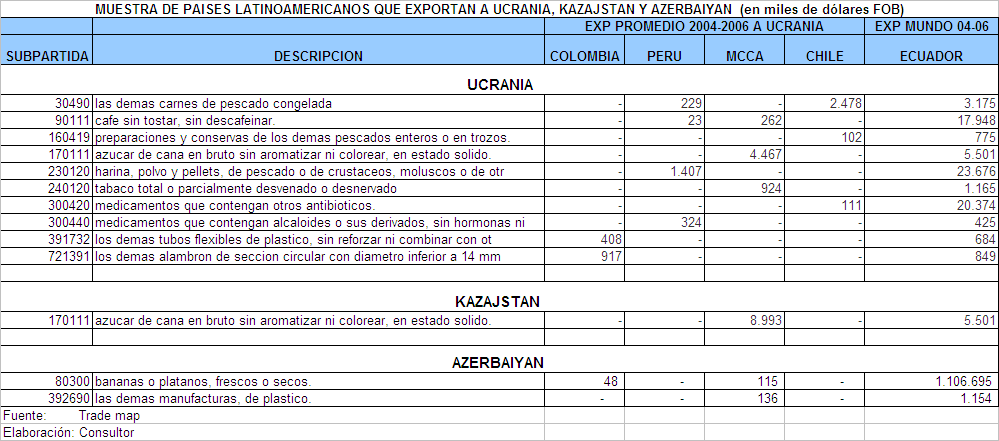 MUESTRA DE PAISES LATINOAMERICANOS QUE EXPORTAN A UCRANIA, KAZAJSTAN Y AZERBAIYAN (en miles de dólares FOB)
EXP PROMEDIO 2004-2006 A UCRANIA EXP MUNDO 04-06
SUBPARTIDA DESCRIPCION COLOMBIA PERU MCCA CHILE ECUADOR
UCRANIA
30490 las demas carnes de pescado congelada - 229 - 2.478 3.175
90111 cafe sin tostar, sin descafeinar. - 23 262 - 17.948
160419 preparaciones y conservas de los demas pescados enteros o en trozos. - - - 102 775
170111 azucar de cana en bruto sin aromatizar ni colorear, en estado solido. - - 4.467 - 5.501
230120 harina, polvo y pellets, de pescado o de crustaceos, moluscos o de otr - 1.407 - - 23.676
240120 tabaco total o parcialmente desvenado o desnervado - - 924 - 1.165
300420 medicamentos que contengan otros antibioticos. - - - 111 20.374
300440 medicamentos que contengan alcaloides o sus derivados, sin hormonas ni - 324 - - 425
391732 los demas tubos flexibles de plastico, sin reforzar ni combinar con ot 408 - - - 684
721391 los demas alambron de seccion circular con diametro inferior a 14 mm 917 - - - 849
KAZAJSTAN
170111 azucar de cana en bruto sin aromatizar ni colorear, en estado solido. - - 8.993 - 5.501
AZERBAIYAN
80300 bananas o platanos, frescos o secos. 48 - 115 - 1.106.695
392690 las demas manufacturas, de plastico. - - 136 - 1.154
Fuente: Trade map
Elaboración: Consultor